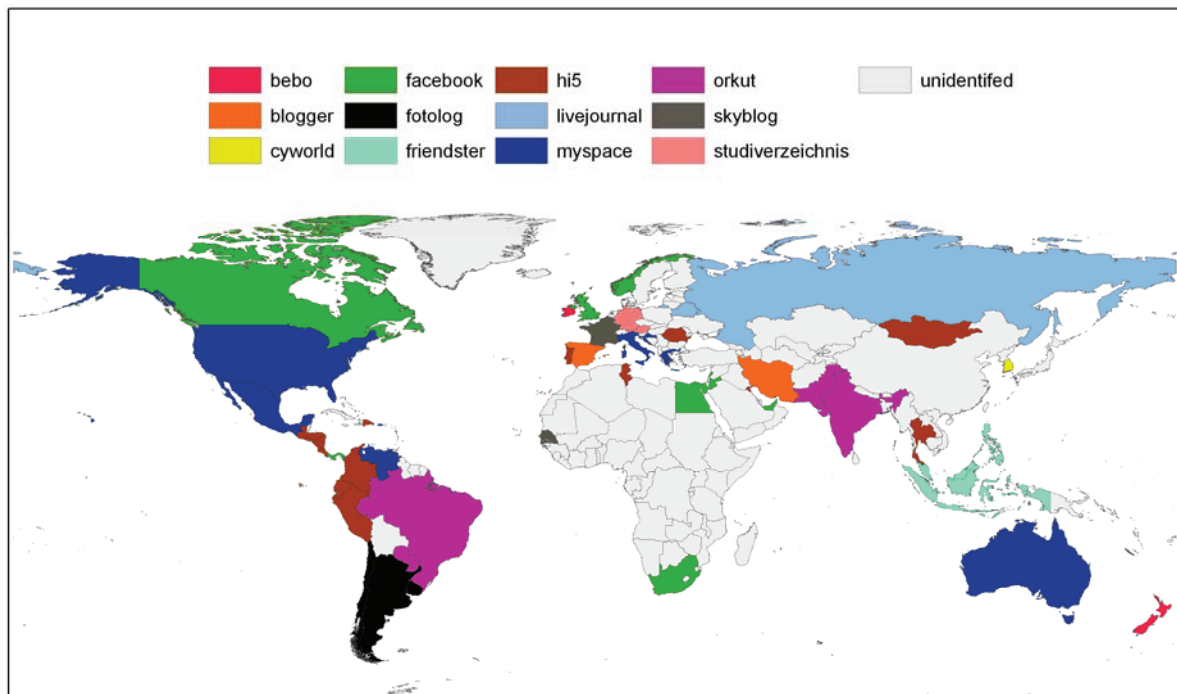 bebo facebook hi5 orkut unidentifed
blogger fotolog livejournal skyblog
cyworld friendster myspace studiverzeichnis